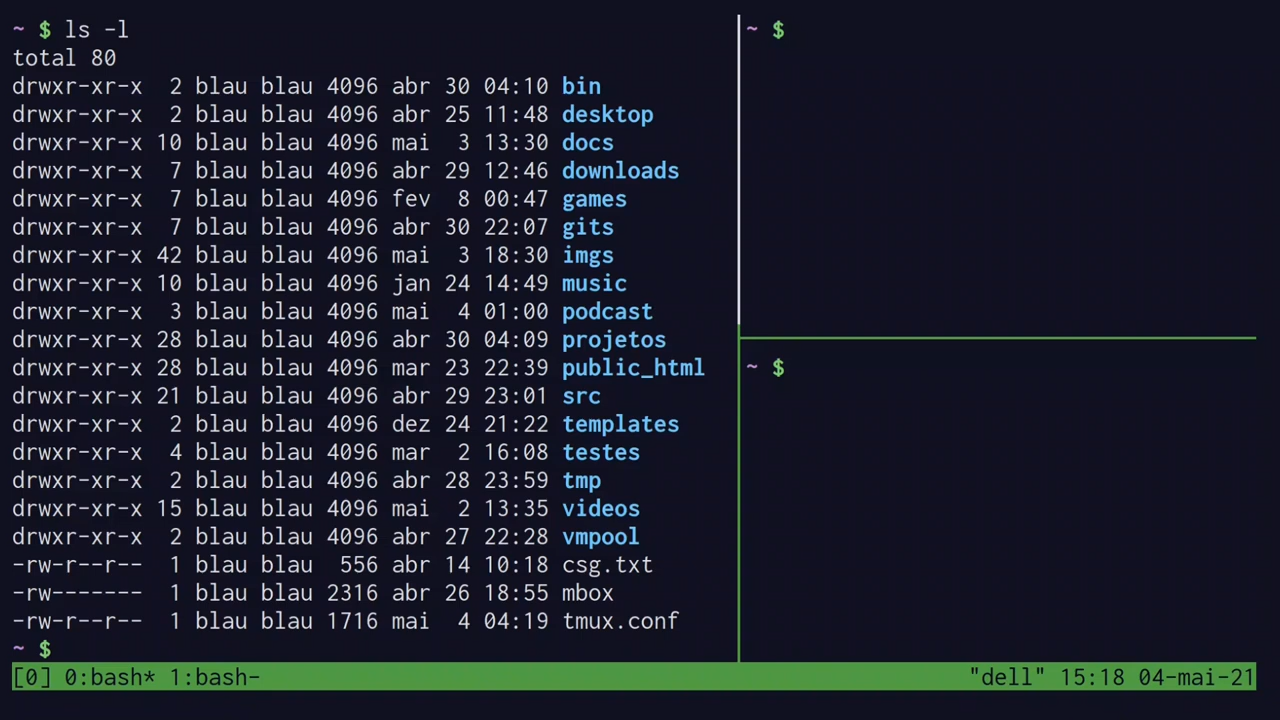 ~ $ ls -l
total 80
drwxr-xr-x  2 blau blau 4096 abr 30 04:10 bin
drwxr-xr-x  2 blau blau 4096 abr 25 11:48 desktop
drwxr-xr-x 10 blau blau 4096 mai  3 13:30 docs
drwxr-xr-x  7 blau blau 4096 abr 29 12:46 downloads
drwxr-xr-x  7 blau blau 4096 fev  8 00:47 games
drwxr-xr-x  7 blau blau 4096 abr 30 22:07 gits
drwxr-xr-x 42 blau blau 4096 mai  3 18:30 imgs
drwxr-xr-x 10 blau blau 4096 jan 24 14:49 music
drwxr-xr-x  3 blau blau 4096 mai  4 01:00 podcast
drwxr-xr-x 28 blau blau 4096 abr 30 04:09 projetos
drwxr-xr-x 28 blau blau 4096 mar 23 22:39 public_html
drwxr-xr-x 21 blau blau 4096 abr 29 23:01 src
drwxr-xr-x  2 blau blau 4096 dez 24 21:22 templates
drwxr-xr-x  4 blau blau 4096 mar  2 16:08 testes
drwxr-xr-x  2 blau blau 4096 abr 28 23:59 tmp
drwxr-xr-x 15 blau blau 4096 mai  2 13:35 videos
drwxr-xr-x  2 blau blau 4096 abr 27 22:28 vmpool
-rw-r--r--  1 blau blau  556 abr 14 10:18 csg.txt
-rw-------  1 blau blau 2316 abr 26 18:55 mbox
-rw-r--r--  1 blau blau 1716 mai  4 04:19 tmux.conf
~ $
~ $
~ $
[0] 0:bash* 1:bash- "dell" 15:18 04-mai-21